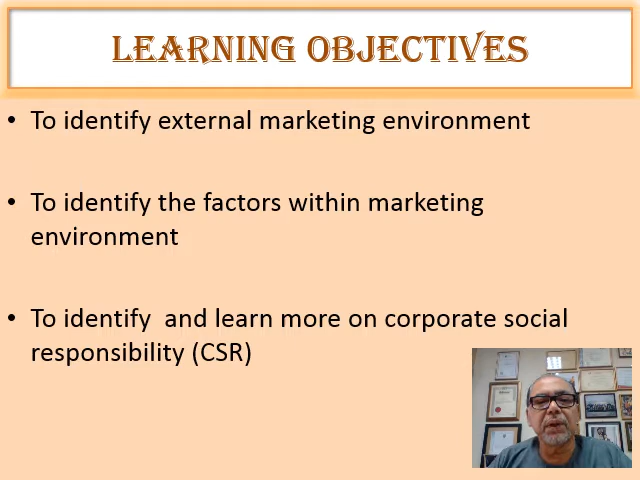 LEARNING OBJECTIVES
• To identify external marketing environment
• To identify the factors within marketing
environment
• To identify  and learn more on corporate social
responsibility (CSR)